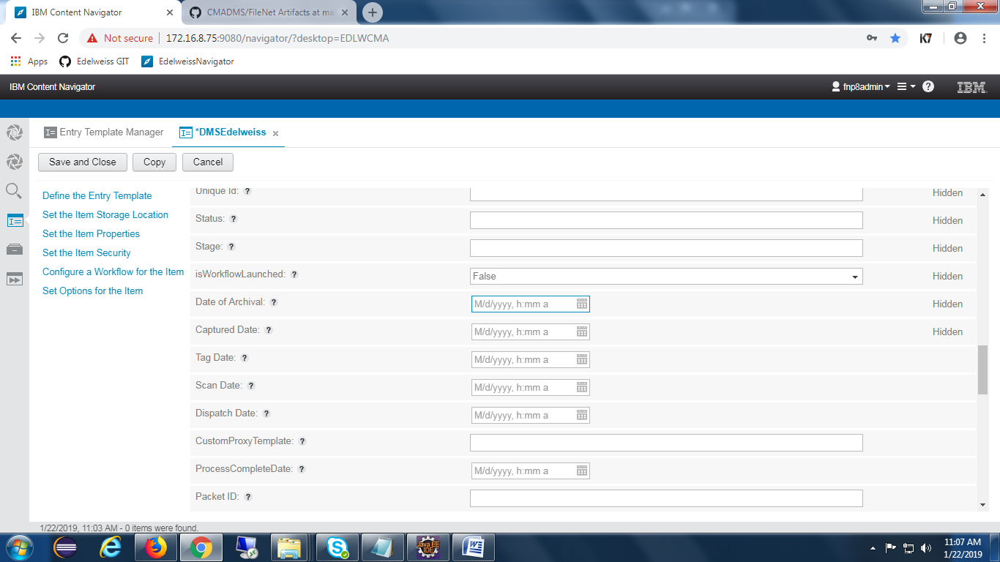 IBM Content Navigator
CMADMS/FileNet Artifacts at ma
Not secure | 172.16.8.75:9080/navigator/?desktop=EDLWCMA
K7
Apps Edelweiss GIT EdelweissNavigator
IBM Content Navigator fnp8admin ? IBM
Entry Template Manager *DMSEdelweiss
Save and Close Copy Cancel
Define the Entry Template
Set the Item Storage Location
Set the Item Properties
Set the Item Security
Configure a Workflow for the Item
Set Options for the Item
Unique Id: ? Hidden
Status: ? Hidden
Stage: ? Hidden
isWorkflowLaunched: ? False Hidden
Date of Archival: ? M/d/yyyy, h:mm a Hidden
Captured Date: ? M/d/yyyy, h:mm a Hidden
Tag Date: ? M/d/yyyy, h:mm a
Scan Date: ? M/d/yyyy, h:mm a
Dispatch Date: ? M/d/yyyy, h:mm a
CustomProxyTemplate: ?
ProcessCompleteDate: ? M/d/yyyy, h:mm a
Packet ID: ?
1/22/2019, 11:03 AM - 0 items were found.
Java EE
IDE
11:07 AM
1/22/2019